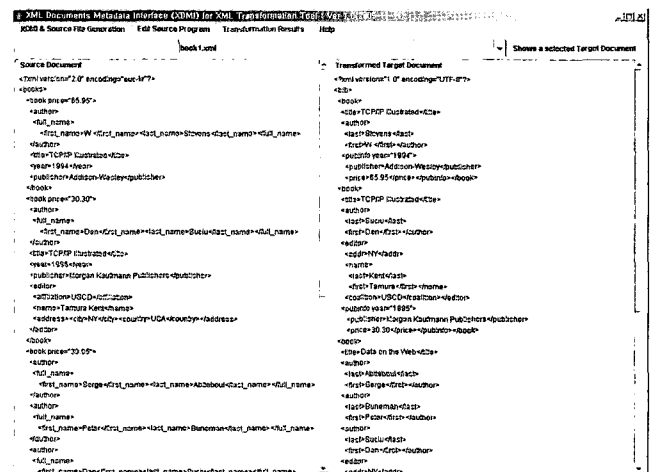 XML Documents Metadata Interface (XDMI) for XML Transformation Tool (Ver
XDMI & Source File Generation Edit Source Program Transformation Results Help
book1.xml
Shows a selected Target Document
Source Document
<?xml version="2.0" encoding="euc-kr"?>
<books>
<book price="65.95">
<author>
<full_name>
<first_name>W.</first_name><last_name>Stevens</last_name></full_name>
</author>
<title>TCP/IP Illustrated</title>
<year>1994</year>
<publisher>Addison-Wesley</publisher>
</book>
<book price="30.30">
<author>
<full_name>
<first_name>Dan</first_name><last_name>Suciu</last_name></full_name>
</author>
<title>TCP/IP Illustrated</title>
<year>1995</year>
<publisher>Morgan Kaufmann Publishers</publisher>
<editor>
<affiliation>USCD</affiliation>
<name>Tamura Kent</name>
<address><city>NY</city><country>UCA</country></address>
</editor>
</book>
<book price="39.95">
<author>
<full_name>
<first_name>Serge</first_name><last_name>Abiteboul</last_name></full_name>
</author>
<author>
<full_name>
<first_name>Peter</first_name><last_name>Buneman</last_name></full_name>
</author>
<author>
<full_name>
<first_name>Dan</first_name><last_name>Suciu</last_name></full_name>
Transformed Target Document
<?xml version="1.0" encoding="UTF-8"?>
<bib>
<book>
<title>TCP/IP Illustrated</title>
<author>
<last>Stevens</last>
<first>W.</first></author>
<pubinfo year="1994">
<publisher>Addison-Wesley</publisher>
<price>65.95</price></pubinfo></book>
<book>
<title>TCP/IP Illustrated</title>
<author>
<last>Suciu</last>
<first>Dan</first></author>
<editor>
<addr>NY</addr>
<name>
<last>Kent</last>
<first>Tamura</first></name>
<coalition>USCD</coalition></editor>
<pubinfo year="1995">
<publisher>Morgan Kaufmann Publishers</publisher>
<price>30.30</price></pubinfo></book>
<book>
<title>Data on the Web</title>
<author>
<last>Abiteboul</last>
<first>Serge</first></author>
<author>
<last>Buneman</last>
<first>Peter</first></author>
<author>
<last>Suciu</last>
<first>Dan</first></author>
<editor>
<addr>NY</addr>